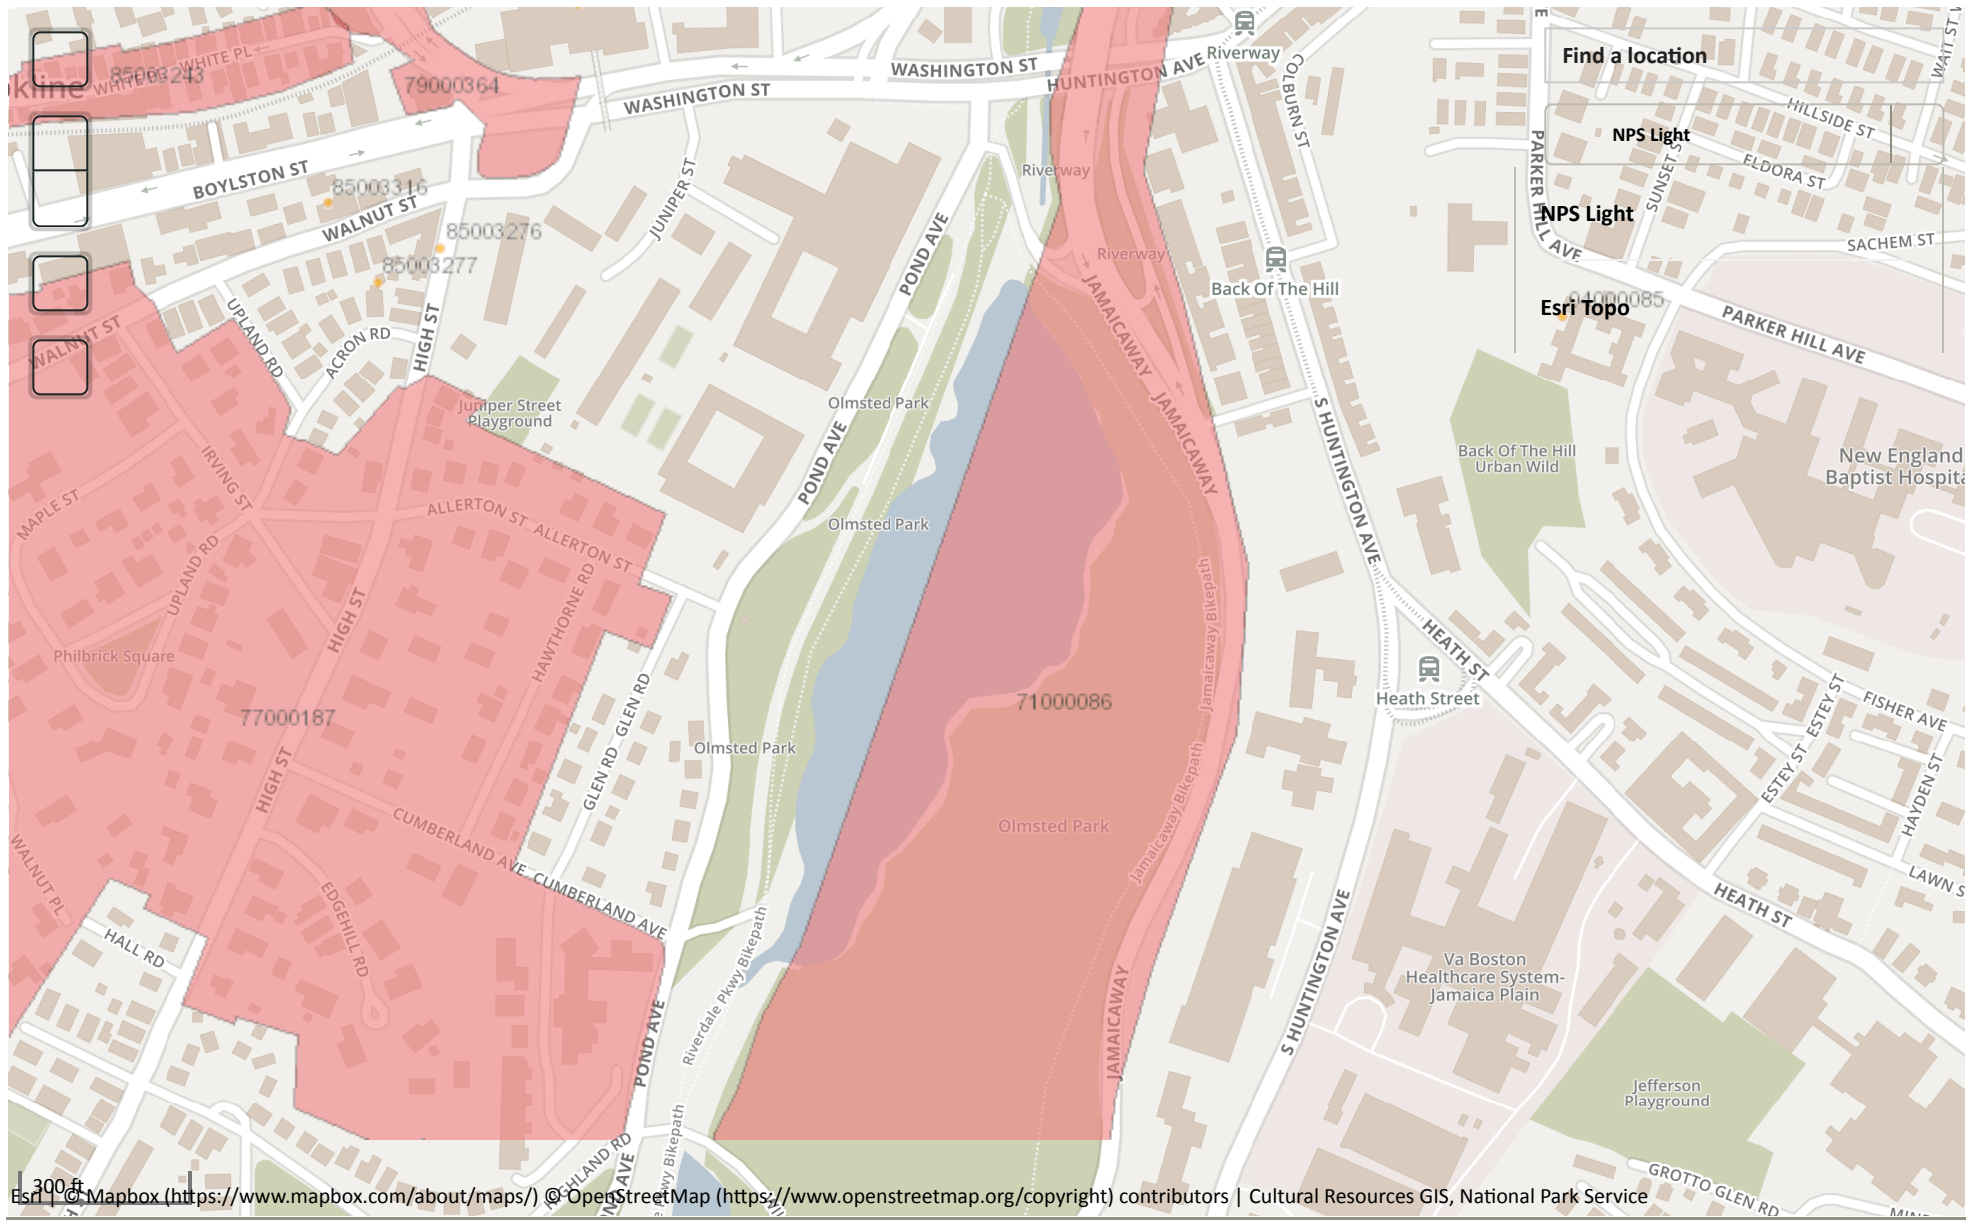 WHITE PL
WHITE PL
85003243
kline
79000364
WASHINGTON ST
WASHINGTON ST
HUNTINGTON AVE
Riverway
COLBURN ST
Find a location
WAIT ST
HILLSIDE ST
NPS Light
ELDORA ST
SUNSET S
PARKER HILL AVE
NPS Light
SACHEM ST
04000085
Esri Topo
PARKER HILL AVE
BOYLSTON ST
85003316
WALNUT ST
85003276
85003277
JUNIPER ST
Riverway
Riverway
POND AVE
Back Of The Hill
JAMAICAWAY
JAMAICAWAY
WALNUT ST
UPLAND RD
ACRON RD
HIGH ST
Juniper Street
Playground
Olmsted Park
POND AVE
Olmsted Park
S HUNTINGTON AVE
Back Of The Hill
Urban Wild
New England
Baptist Hospita
IRVING ST
MAPLE ST
ALLERTON ST
ALLERTON ST
UPLAND RD
HIGH ST
HAWTHORNE RD
Philbrick Square
77000187
GLEN RD
GLEN RD
Olmsted Park
71000086
Jamaicaway Bikepath
Jamaicaway Bikepath
Olmsted Park
HEATH ST
Heath Street
FISHER AVE
ESTEY ST
ESTEY ST
HAYDEN ST
LAWN S
HEATH ST
HIGH ST
CUMBERLAND AVE
CUMBERLAND AVE
WALNUT PL
EDGEHILL RD
HALL RD
POND AVE
Riverdale Pkwy Bikepath
JAMAICAWAY
S HUNTINGTON AVE
Va Boston
Healthcare System-
Jamaica Plain
Jefferson
Playground
GROTTO GLEN RD
300 ft
Esri | © Mapbox (https://www.mapbox.com/about/maps/) © OpenStreetMap (https://www.openstreetmap.org/copyright) contributors | Cultural Resources GIS, National Park Service